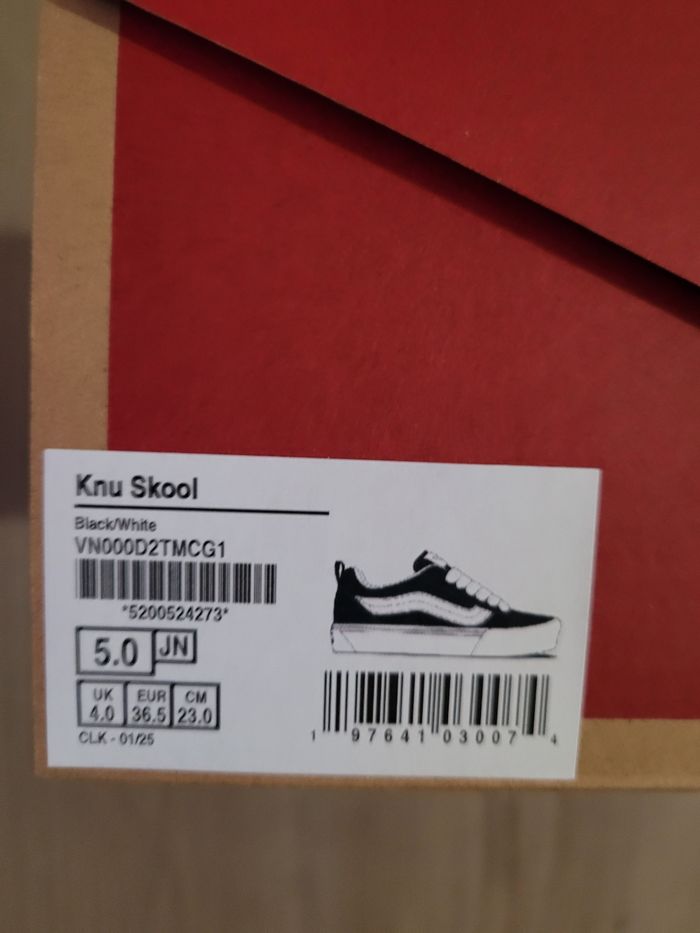 Knu Skool
Black/White
VN000D2TMCG1
*5200524273*
5.0 JN
UK EUR CM
4.0 36.5 23.0
CLK - 01/25
1 97641 03007 4